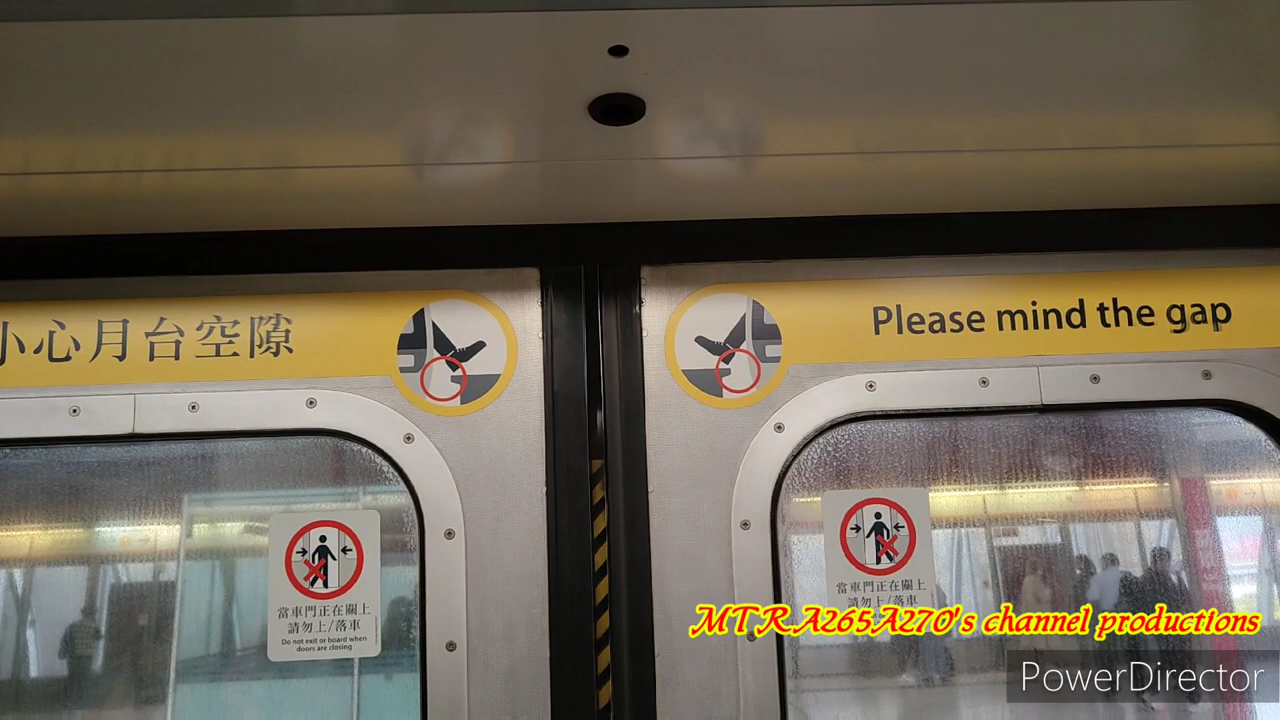 小心月台空隙
Please mind the gap
當車門正在關上
請勿上/落車
Do not exit or board when
doors are closing
當車門正在關上
請勿上/落車
MTR A265A270's channel productions
PowerDirector